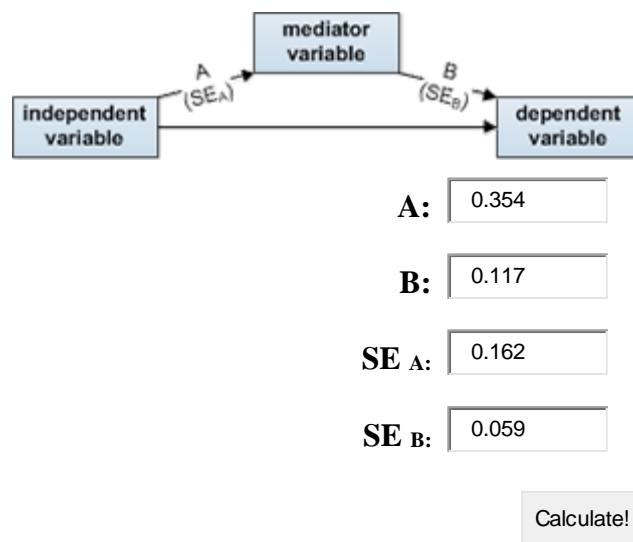 mediator
variable
A
(SEA)
B
(SEB)
independent
variable
dependent
variable
A: 0.354
B: 0.117
SE A: 0.162
SE B: 0.059
Calculate!